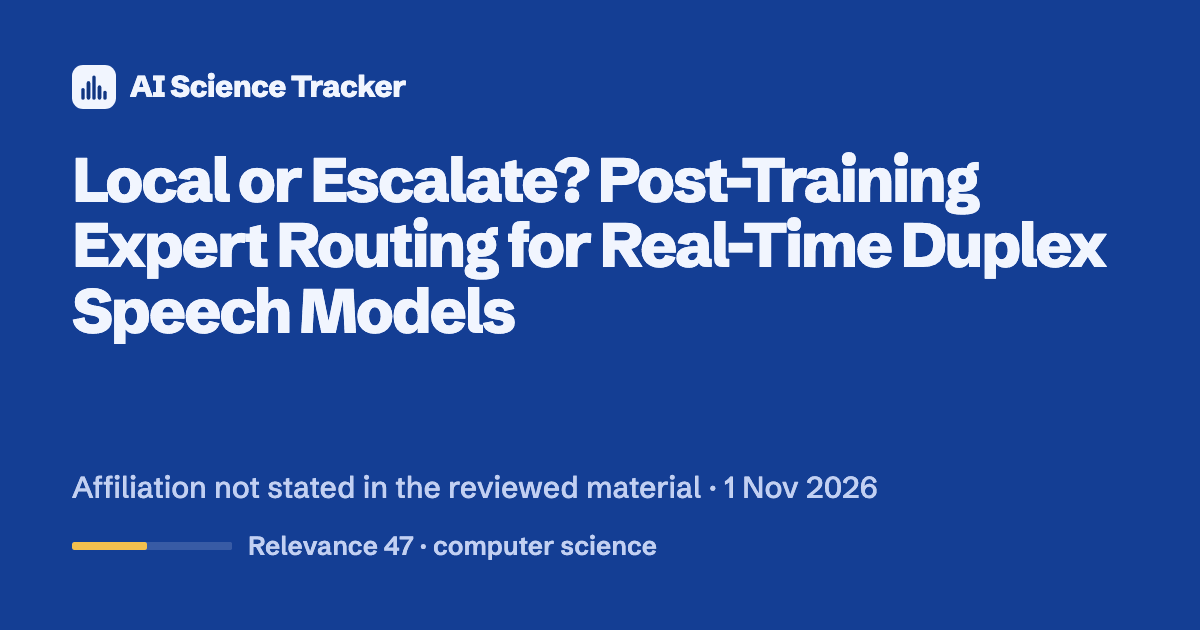 AI Science Tracker
Local or Escalate? Post-Training
Expert Routing for Real-Time Duplex
Speech Models
Affiliation not stated in the reviewed material · 1 Nov 2026
Relevance 47 · computer science